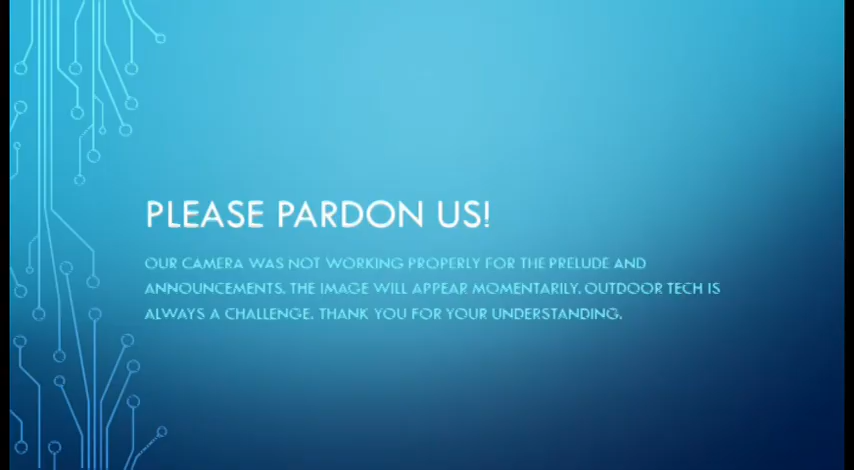 PLEASE PARDON US!
OUR CAMERA WAS NOT WORKING PROPERLY FOR THE PRELUDE AND
ANNOUNCEMENTS. THE IMAGE WILL APPEAR MOMENTARILY. OUTDOOR TECH IS
ALWAYS A CHALLENGE. THANK YOU FOR YOUR UNDERSTANDING.